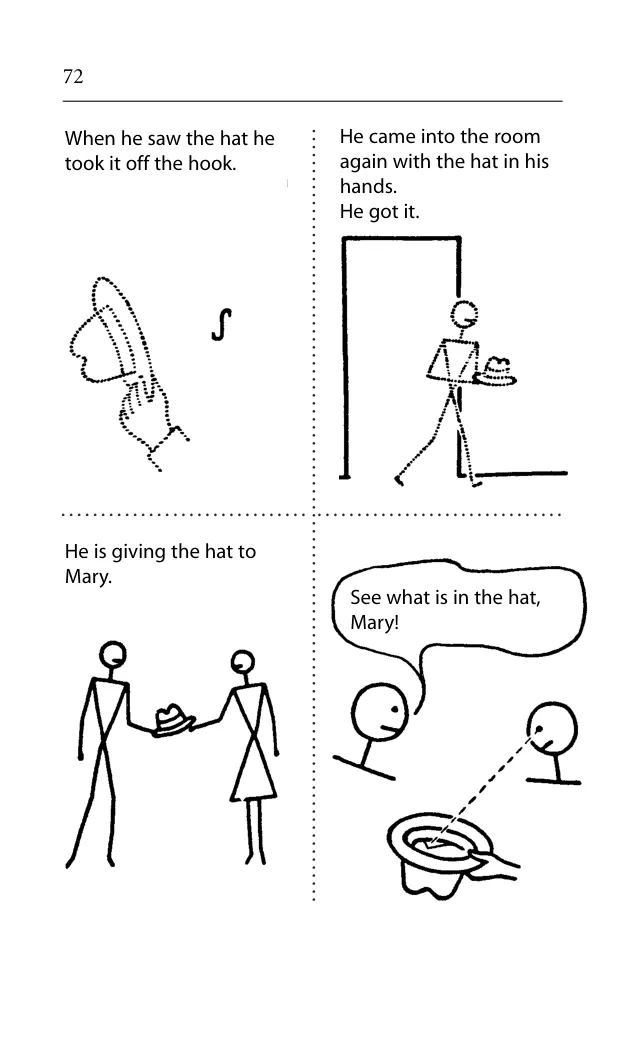 72
When he saw the hat he
took it off the hook.
He came into the room
again with the hat in his
hands.
He got it.
He is giving the hat to
Mary.
See what is in the hat,
Mary!